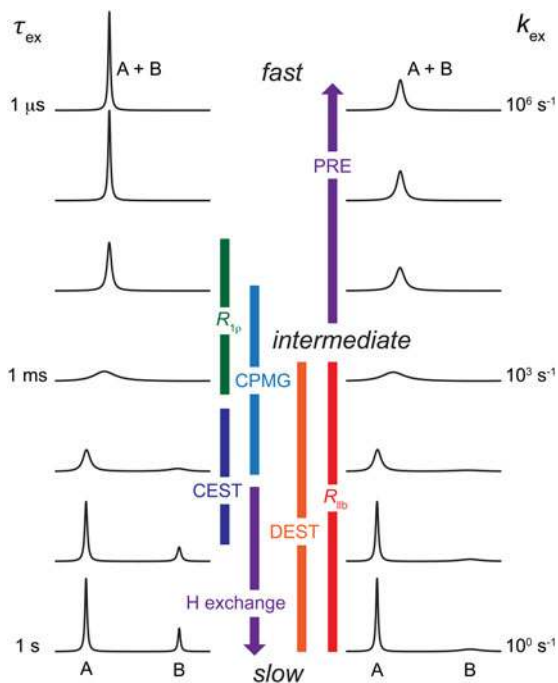 τex
kex
A + B
fast
A + B
1 μs
10⁶ s⁻¹
PRE
R1ρ
intermediate
1 ms
CPMG
10³ s⁻¹
CEST
RIIb
DEST
H exchange
1 s
10⁰ s⁻¹
A
B
slow
A
B